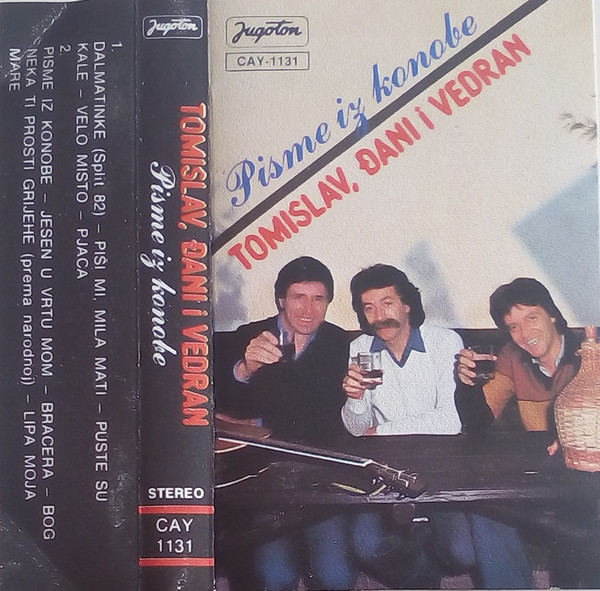 1.
DALMATINKE (Split 82) – PIŠI MI, MILA MATI – PUSTE SU
KALE – VELO MISTO – PJACA
2.
PISME IZ KONOBE – JESEN U VRTU MOM – BRACERA – BOG
NEKA TI PROSTI GRIJEHE (prema narodnoj) – LIPA MOJA
MARE
Jugoton
TOMISLAV, ĐANI i VEDRAN
Pisme iz konobe
STEREO
CAY
1131
Jugoton
CAY-1131
Pisme iz konobe
TOMISLAV, ĐANI i VEDRAN